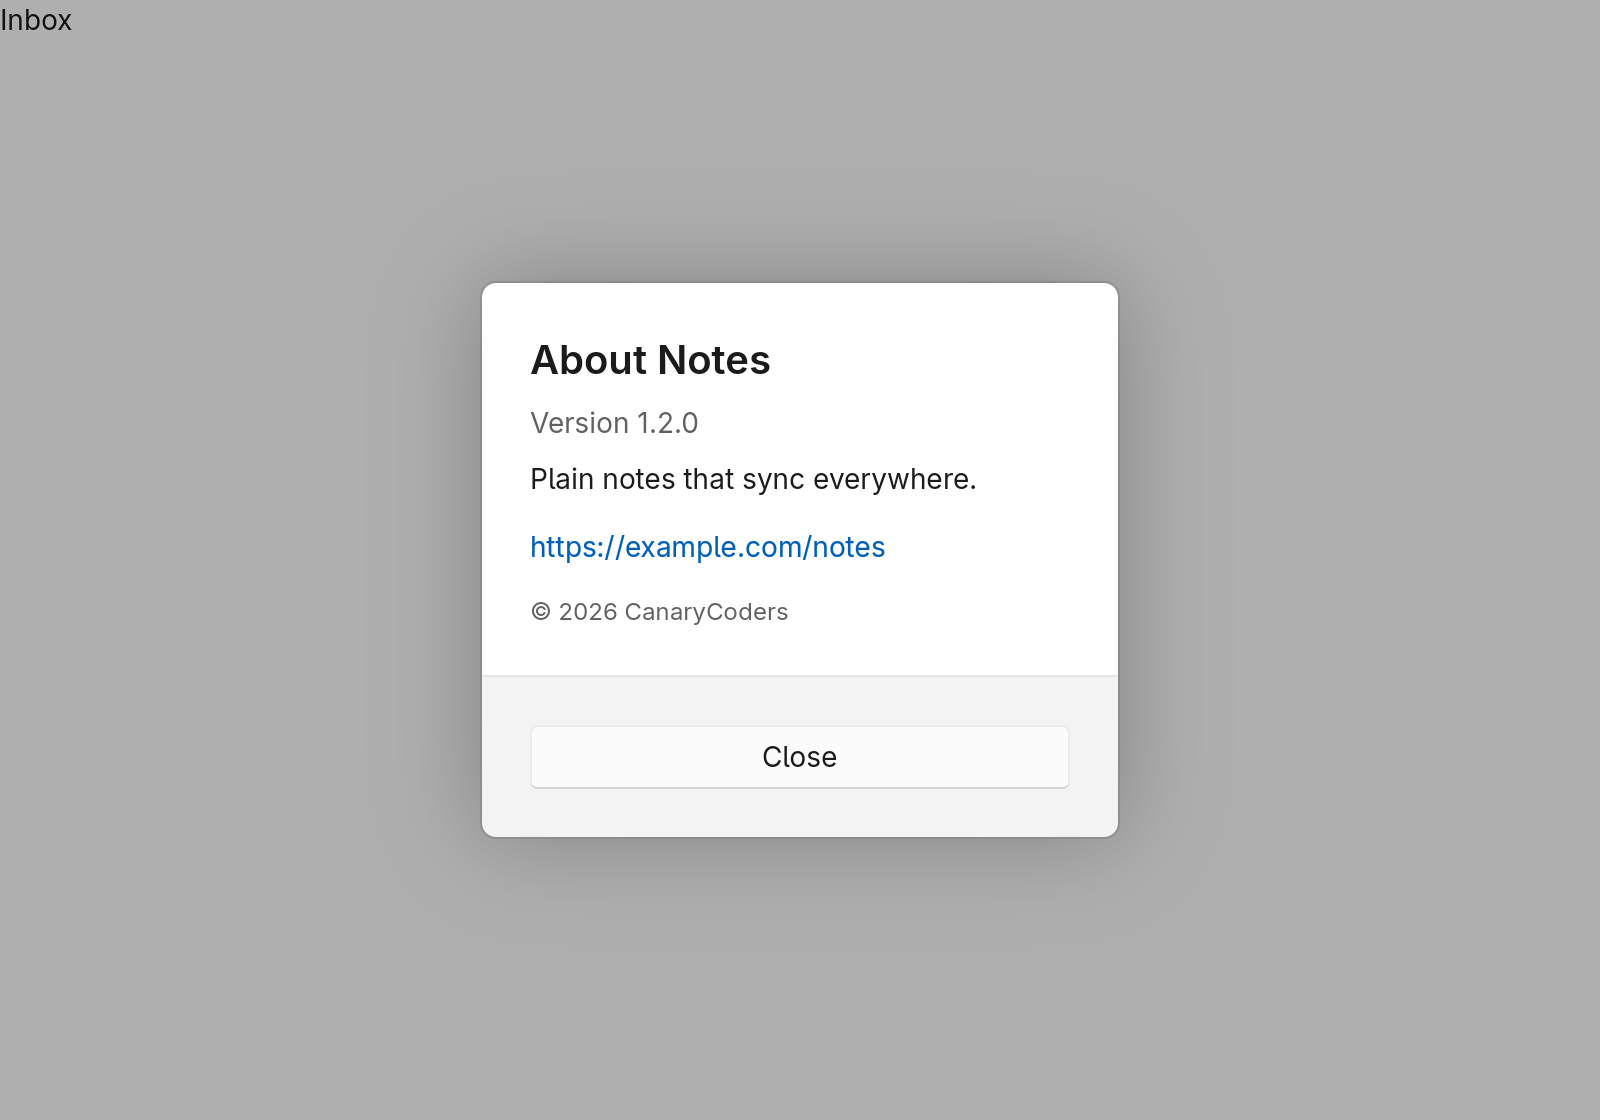 Inbox
About Notes
Version 1.2.0
Plain notes that sync everywhere.
https://example.com/notes
© 2026 CanaryCoders
Close